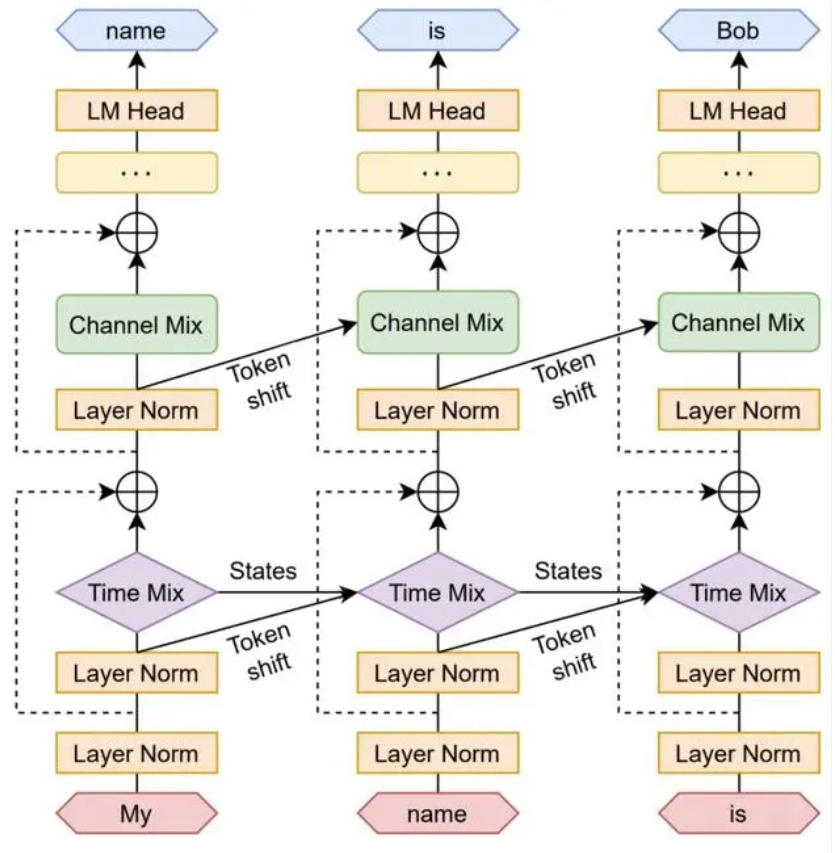 name is Bob
LM Head LM Head LM Head
... ... ...
Channel Mix Channel Mix Channel Mix
Token
shift
Token
shift
Layer Norm Layer Norm Layer Norm
States States
Time Mix Time Mix Time Mix
Token
shift
Token
shift
Layer Norm Layer Norm Layer Norm
Layer Norm Layer Norm Layer Norm
My name is